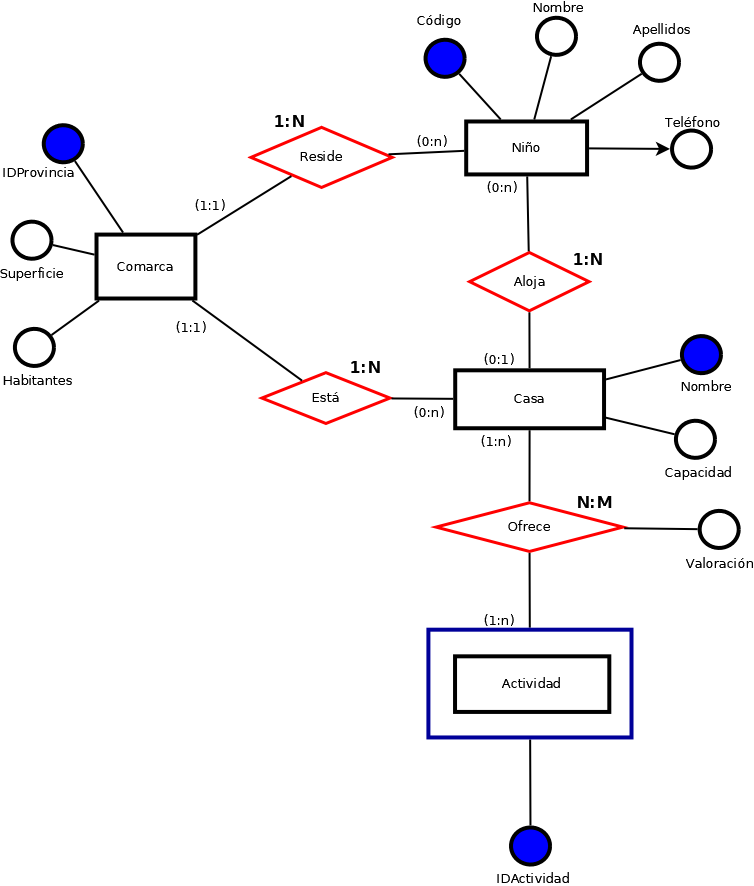 Nombre
Código
Apellidos
1:N
Teléfono
(0:n)
Reside
Niño
IDProvincia
(0:n)
(1:1)
Superficie
Comarca
1:N
Aloja
(1:1)
Habitantes
1:N
(0:1)
Está
Casa
Nombre
(0:n)
(1:n)
Capacidad
N:M
Ofrece
Valoración
(1:n)
Actividad
IDActividad